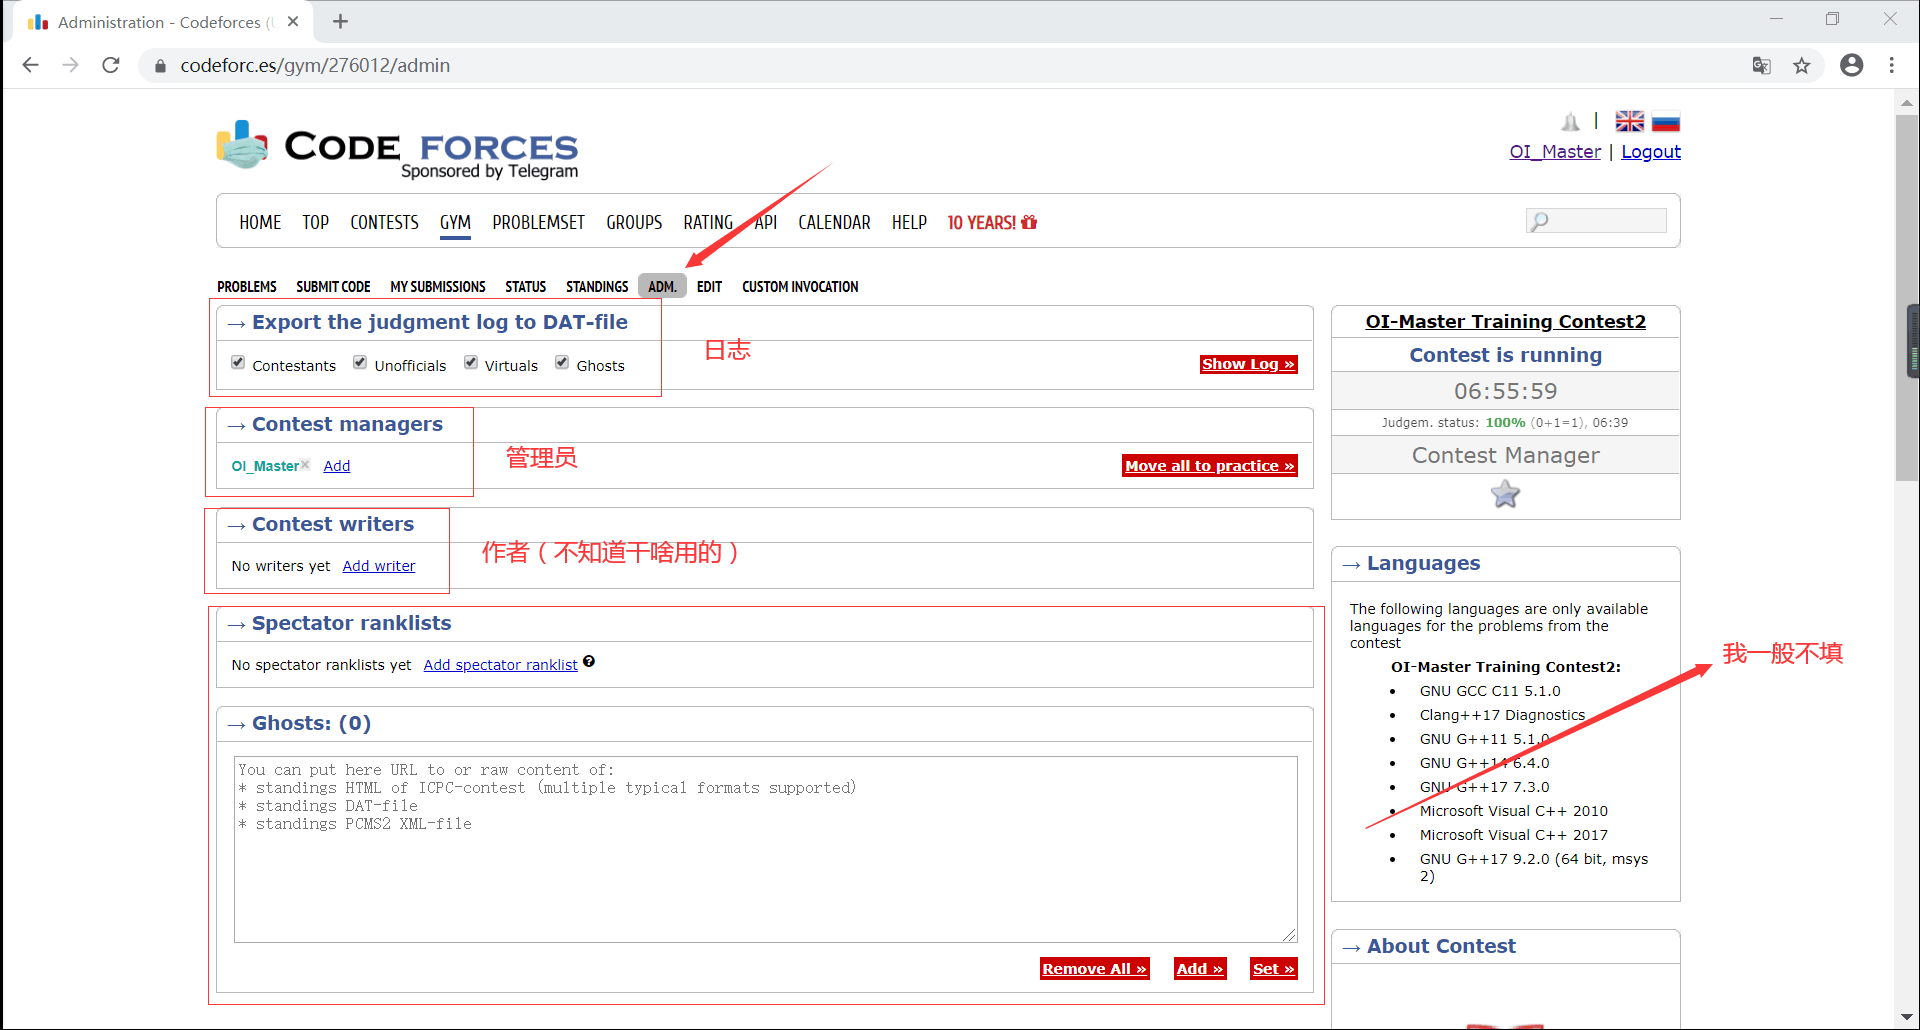 Administration - Codeforces (
codeforc.es/gym/276012/admin
CODE FORCES
Sponsored by Telegram
OI_Master | Logout
HOME TOP CONTESTS GYM PROBLEMSET GROUPS RATING API CALENDAR HELP 10 YEARS!
PROBLEMS SUBMIT CODE MY SUBMISSIONS STATUS STANDINGS ADM. EDIT CUSTOM INVOCATION
→ Export the judgment log to DAT-file
Contestants Unofficials Virtuals Ghosts
日志
Show Log »
→ Contest managers
OI_Master Add
管理员
Move all to practice »
→ Contest writers
No writers yet Add writer
作者（不知道干啥用的）
→ Spectator ranklists
No spectator ranklists yet Add spectator ranklist
→ Ghosts: (0)
You can put here URL to or raw content of:
* standings HTML of ICPC-contest (multiple typical formats supported)
* standings DAT-file
* standings PCMS2 XML-file
Remove All » Add » Set »
OI-Master Training Contest2
Contest is running
06:55:59
Judgem. status: 100% (0+1=1), 06:39
Contest Manager
→ Languages
The following languages are only available
languages for the problems from the
contest
OI-Master Training Contest2:
• GNU GCC C11 5.1.0
• Clang++17 Diagnostics
• GNU G++11 5.1.0
• GNU G++14 6.4.0
• GNU G++17 7.3.0
• Microsoft Visual C++ 2010
• Microsoft Visual C++ 2017
• GNU G++17 9.2.0 (64 bit, msys
2)
我一般不填
→ About Contest